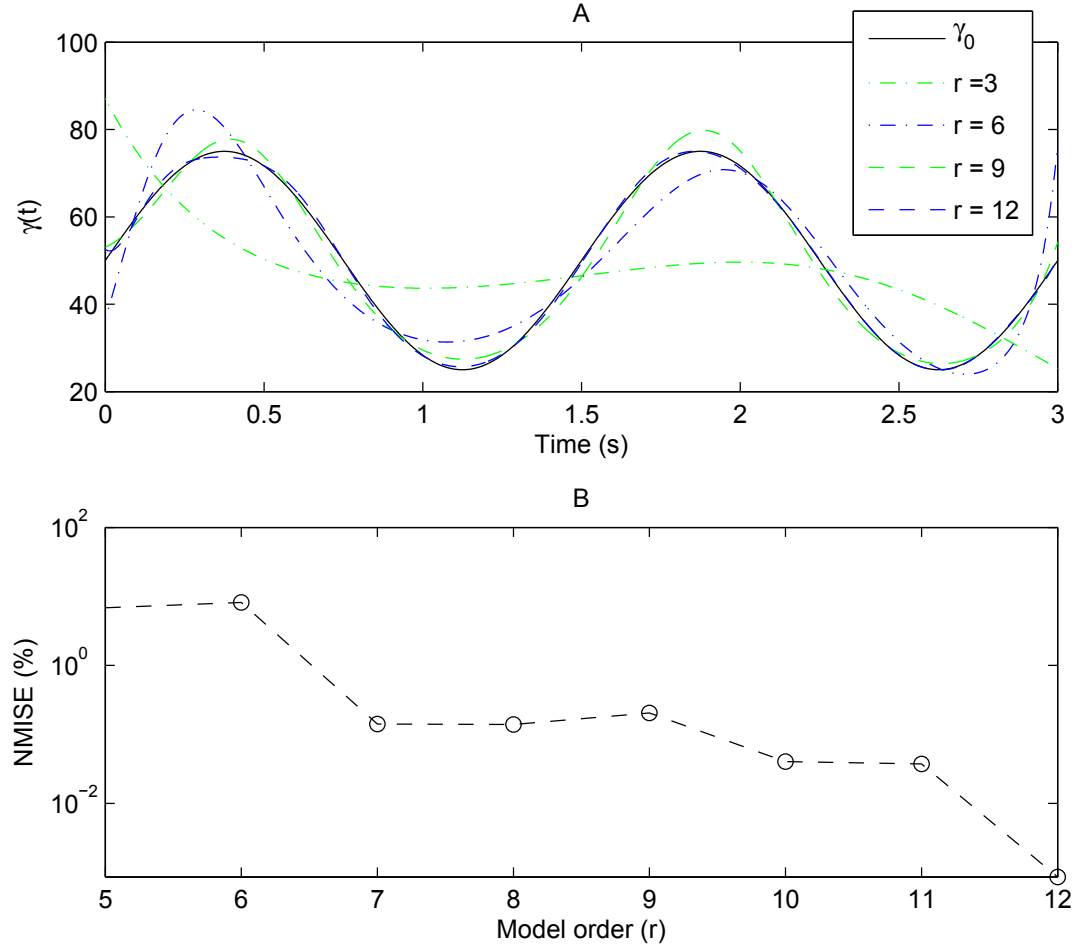 A
100
80
60
40
20
γ(t)
0
0.5
1
1.5
2
2.5
3
Time (s)
γ0
r =3
r = 6
r = 9
r = 12
B
10^2
10^0
10^−2
NMISE (%)
5
6
7
8
9
10
11
12
Model order (r)